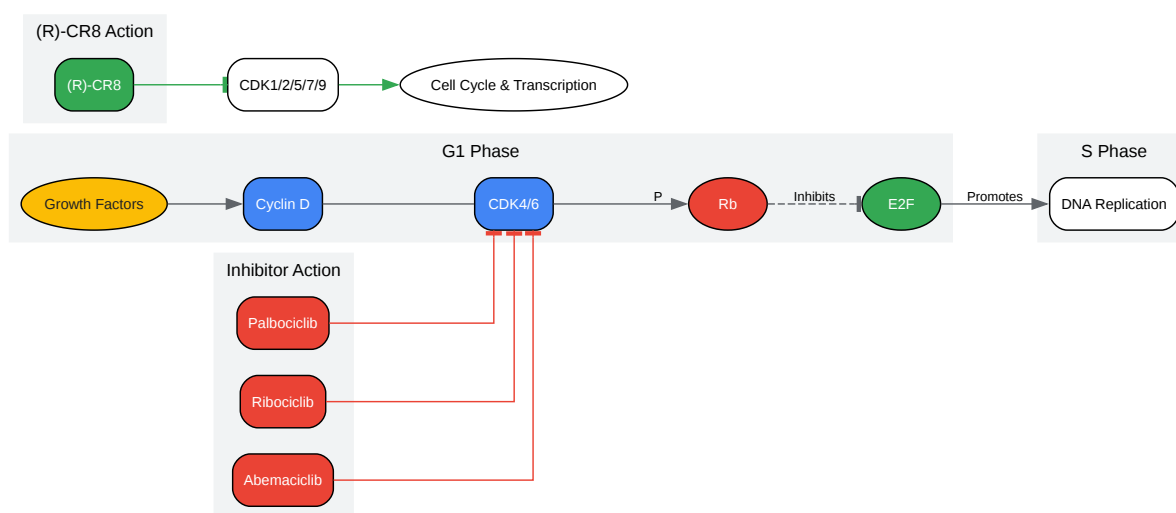 (R)-CR8 Action
(R)-CR8
CDK1/2/5/7/9
Cell Cycle & Transcription
G1 Phase
S Phase
Growth Factors
Cyclin D
CDK4/6
P
Rb
Inhibits
E2F
Promotes
DNA Replication
Inhibitor Action
Palbociclib
Ribociclib
Abemaciclib